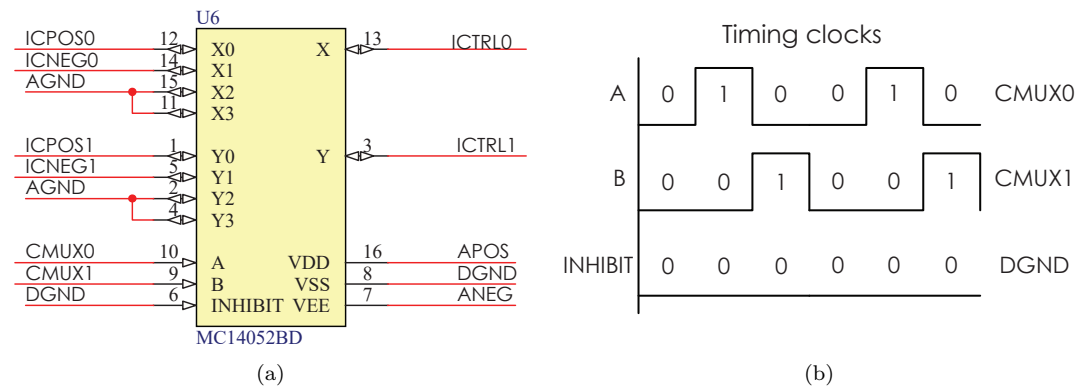 U6
ICPOS0 12 X0 X 13 ICTRL0
ICNEG0 14 X1
AGND 15 X2
11 X3
ICPOS1 1 Y0 Y 3 ICTRL1
ICNEG1 5 Y1
AGND 2 Y2
4 Y3
CMUX0 10 A VDD 16 APOS
CMUX1 9 B VSS 8 DGND
DGND 6 INHIBIT VEE 7 ANEG
MC14052BD
(a)
Timing clocks
A 0 1 0 0 1 0 CMUX0
B 0 0 1 0 0 1 CMUX1
INHIBIT 0 0 0 0 0 0 DGND
(b)